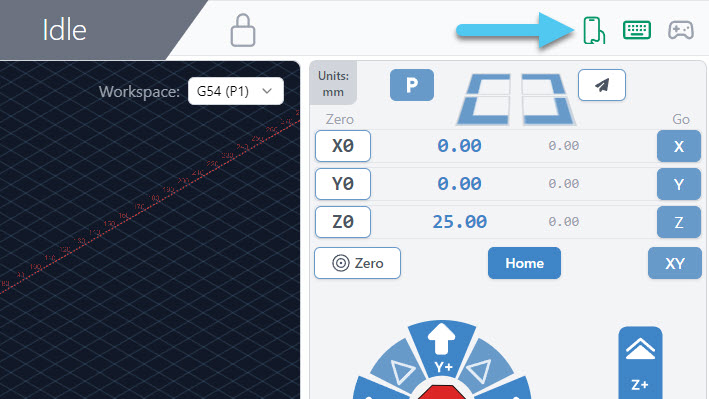 Idle
Workspace: G54 (P1)
Units:
mm
P
Zero
Go
X0 0.00 0.00 X
Y0 0.00 0.00 Y
Z0 25.00 0.00 Z
Zero Home XY
Y+
Z+